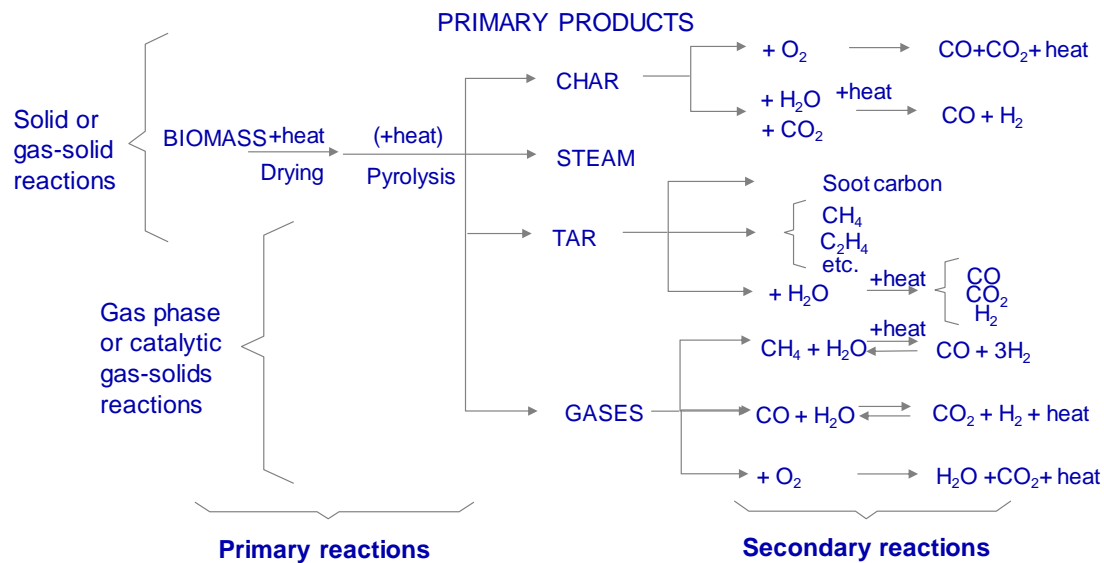 PRIMARY PRODUCTS
Solid or
gas-solid
reactions
BIOMASS +heat
Drying
(+heat)
Pyrolysis
CHAR
+ O₂
CO+CO₂+ heat
+ H₂O
+ CO₂
+heat
CO + H₂
STEAM
TAR
Soot carbon
CH₄
C₂H₄
etc.
+ H₂O
+heat
CO
CO₂
H₂
Gas phase
or catalytic
gas-solids
reactions
GASES
CH₄ + H₂O
+heat
CO + 3H₂
CO + H₂O
CO₂ + H₂ + heat
+ O₂
H₂O +CO₂+ heat
Primary reactions
Secondary reactions